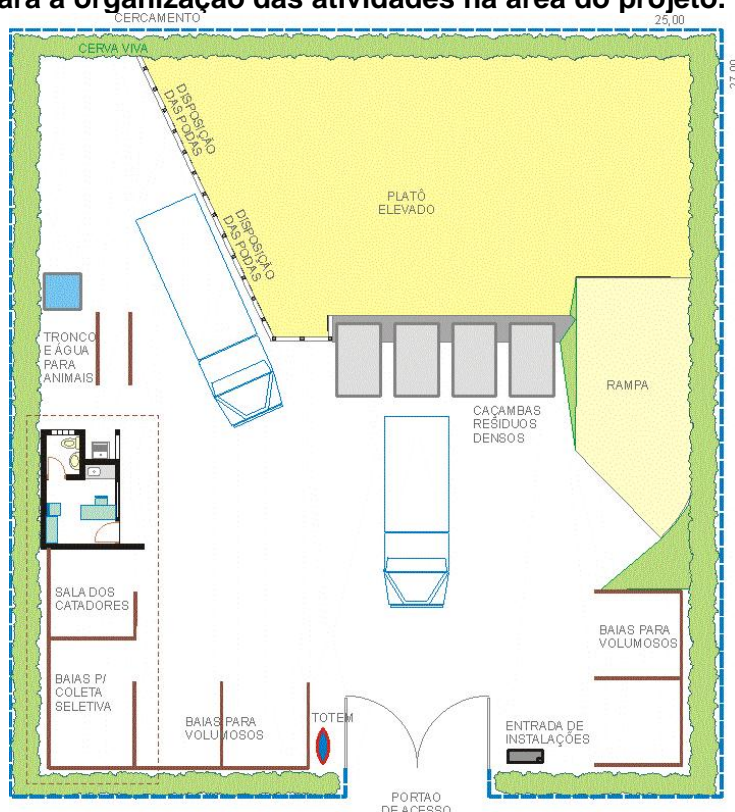 ara a organização das atividades na área do projeto.
CERCAMENTO
25,00
CERVA VIVA
27,00
DISPOSIÇÃO
DAS PODAS
PLATÔ
ELEVADO
DISPOSIÇÃO
DAS PODAS
TRONCO
E ÁGUA
PARA
ANIMAIS
RAMPA
CAÇAMBAS
RESÍDUOS
DENSOS
SALA DOS
CATADORES
BAIAS PARA
VOLUMOSOS
BAIAS P/
COLETA
SELETIVA
BAIAS PARA
VOLUMOSOS
TOTEM
ENTRADA DE
INSTALAÇÕES
PORTAO
DE ACESSO